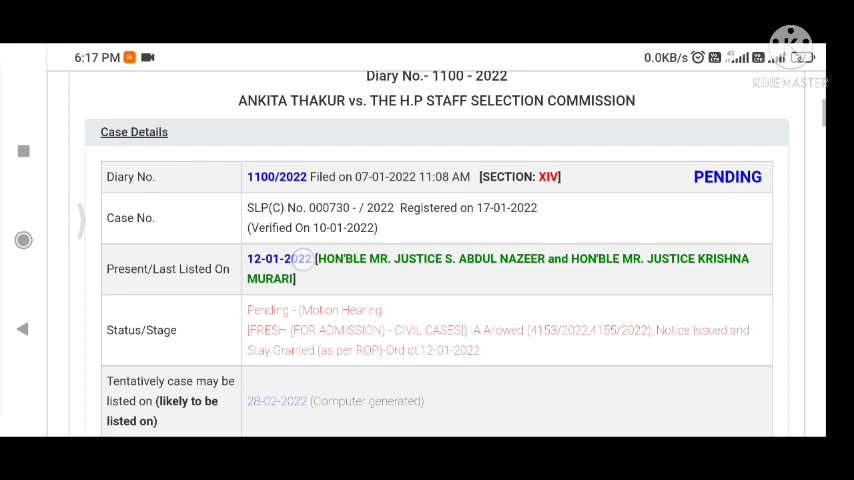 6:17 PM
0.0KB/s
4G
KINEMASTER
Diary No.- 1100 - 2022
ANKITA THAKUR vs. THE H.P STAFF SELECTION COMMISSION
Case Details
Diary No. 1100/2022 Filed on 07-01-2022 11:08 AM [SECTION: XIV] PENDING
Case No. SLP(C) No. 000730 - / 2022 Registered on 17-01-2022
(Verified On 10-01-2022)
Present/Last Listed On 12-01-2022 [HON'BLE MR. JUSTICE S. ABDUL NAZEER and HON'BLE MR. JUSTICE KRISHNA
MURARI]
Status/Stage Pending - (Motion Hearing
[FRESH (FOR ADMISSION) - CIVIL CASES]) IA Allowed (4153/2022,4155/2022), Notice Issued and
Stay Granted (as per ROP)-Ord dt:12-01-2022
Tentatively case may be
listed on (likely to be
listed on) 28-02-2022 (Computer generated)